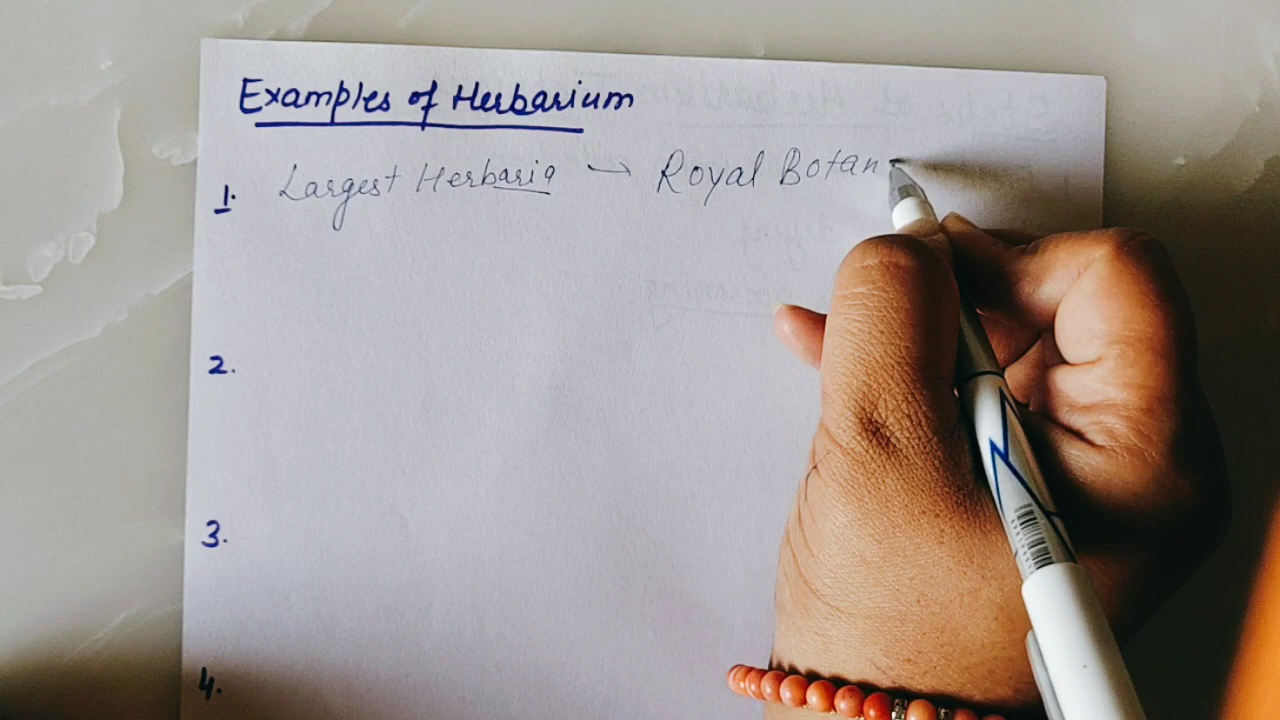 Examples of Herbarium
1. Largest Herbaria → Royal Botan
2.
3.
4.